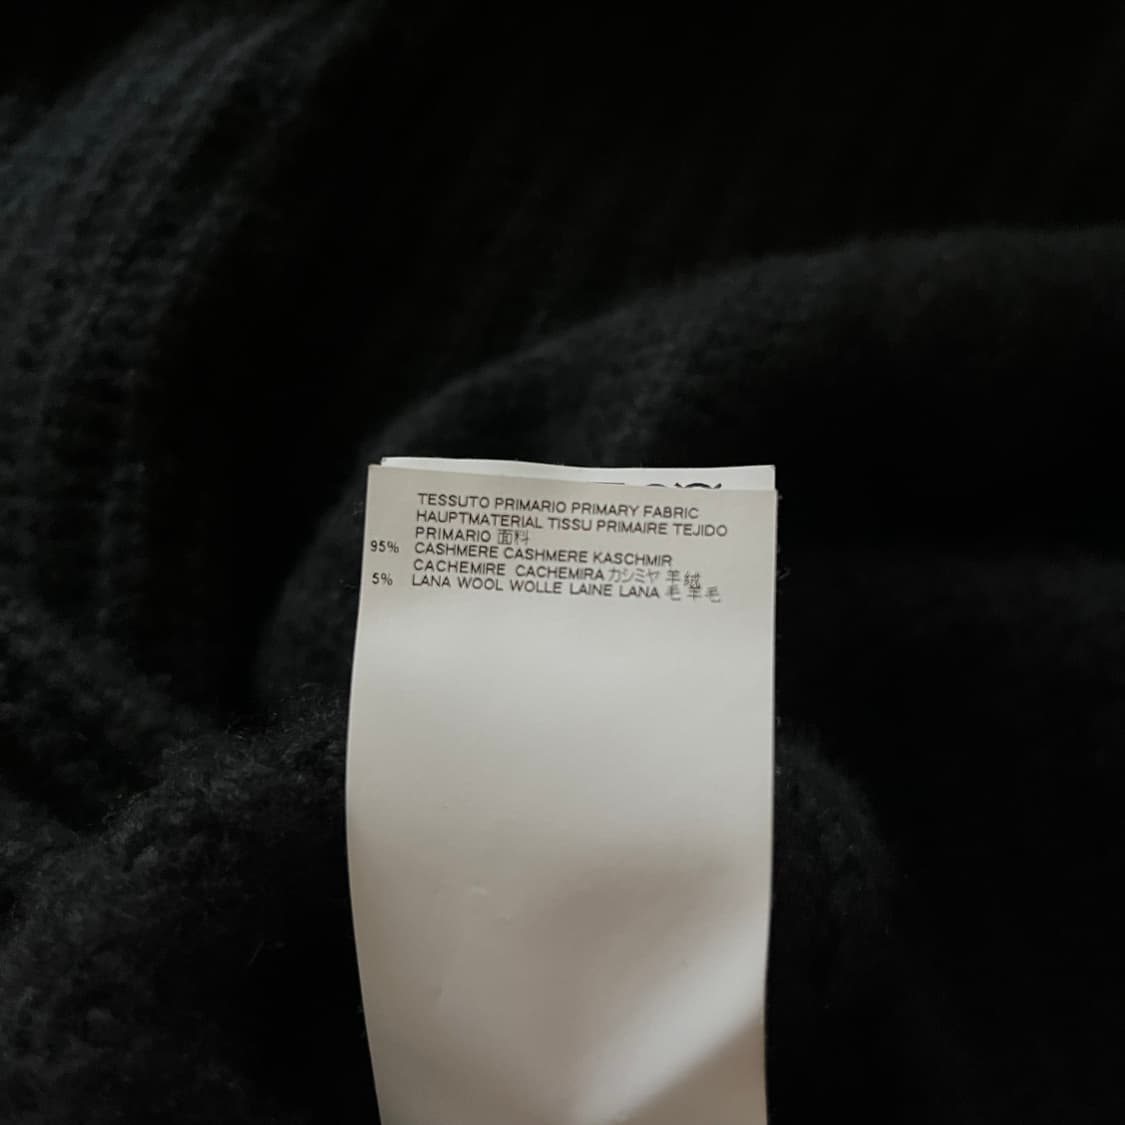 TESSUTO PRIMARIO PRIMARY FABRIC
HAUPTMATERIAL TISSU PRIMAIRE TEJIDO
PRIMARIO 面料
95% CASHMERE CASHMERE KASCHMIR
CACHEMIRE CACHEMIRA カシミヤ 羊绒
5% LANA WOOL WOLLE LAINE LANA 毛 羊毛